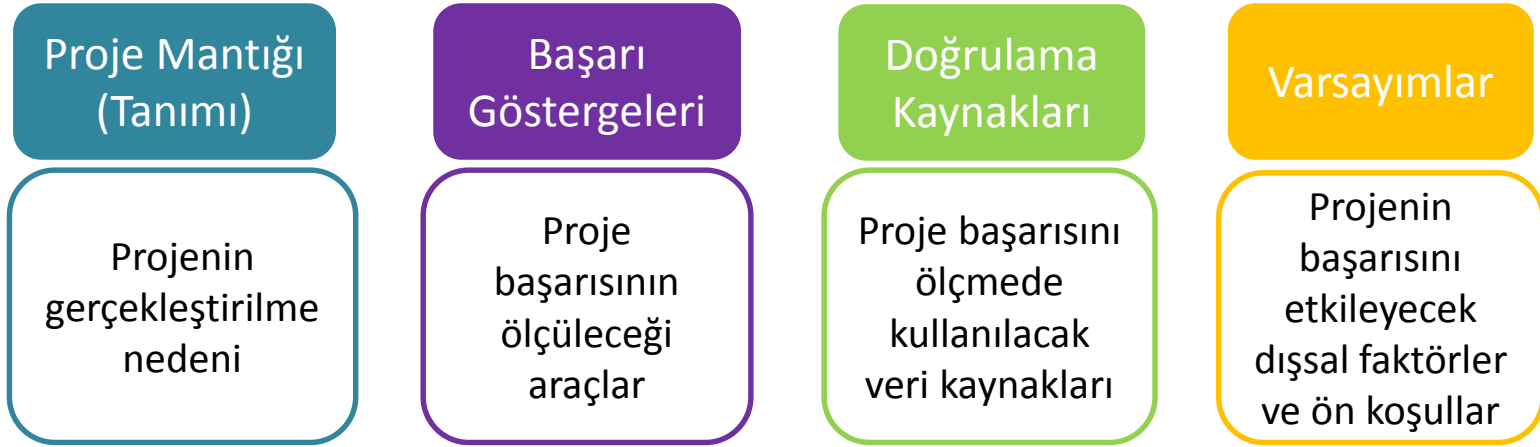 Proje Mantığı
(Tanımı)
Projenin
gerçekleştirilme
nedeni
Başarı
Göstergeleri
Proje
başarısının
ölçüleceği
araçlar
Doğrulama
Kaynakları
Proje başarısını
ölçmede
kullanılacak
veri kaynakları
Varsayımlar
Projenin
başarısını
etkileyecek
dışsal faktörler
ve ön koşullar